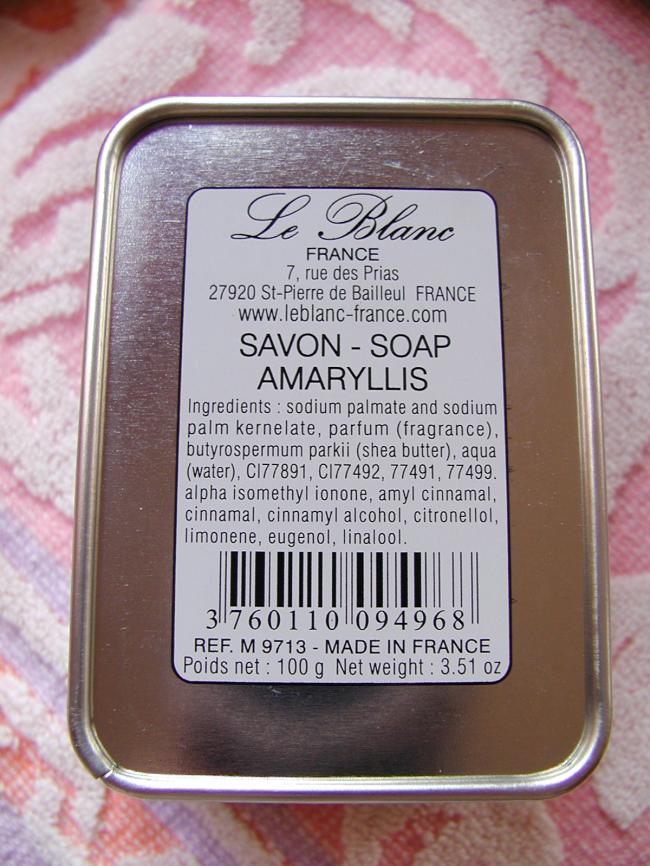 Le Blanc
FRANCE
7, rue des Prias
27920 St-Pierre de Bailleul FRANCE
www.leblanc-france.com
SAVON - SOAP
AMARYLLIS
Ingredients : sodium palmate and sodium
palm kernelate, parfum (fragrance),
butyrospermum parkii (shea butter), aqua
(water), CI77891, CI77492, 77491, 77499.
alpha isomethyl ionone, amyl cinnamal,
cinnamal, cinnamyl alcohol, citronellol,
limonene, eugenol, linalool.
3 760110 094968
REF. M 9713 - MADE IN FRANCE
Poids net : 100 g Net weight : 3.51 oz